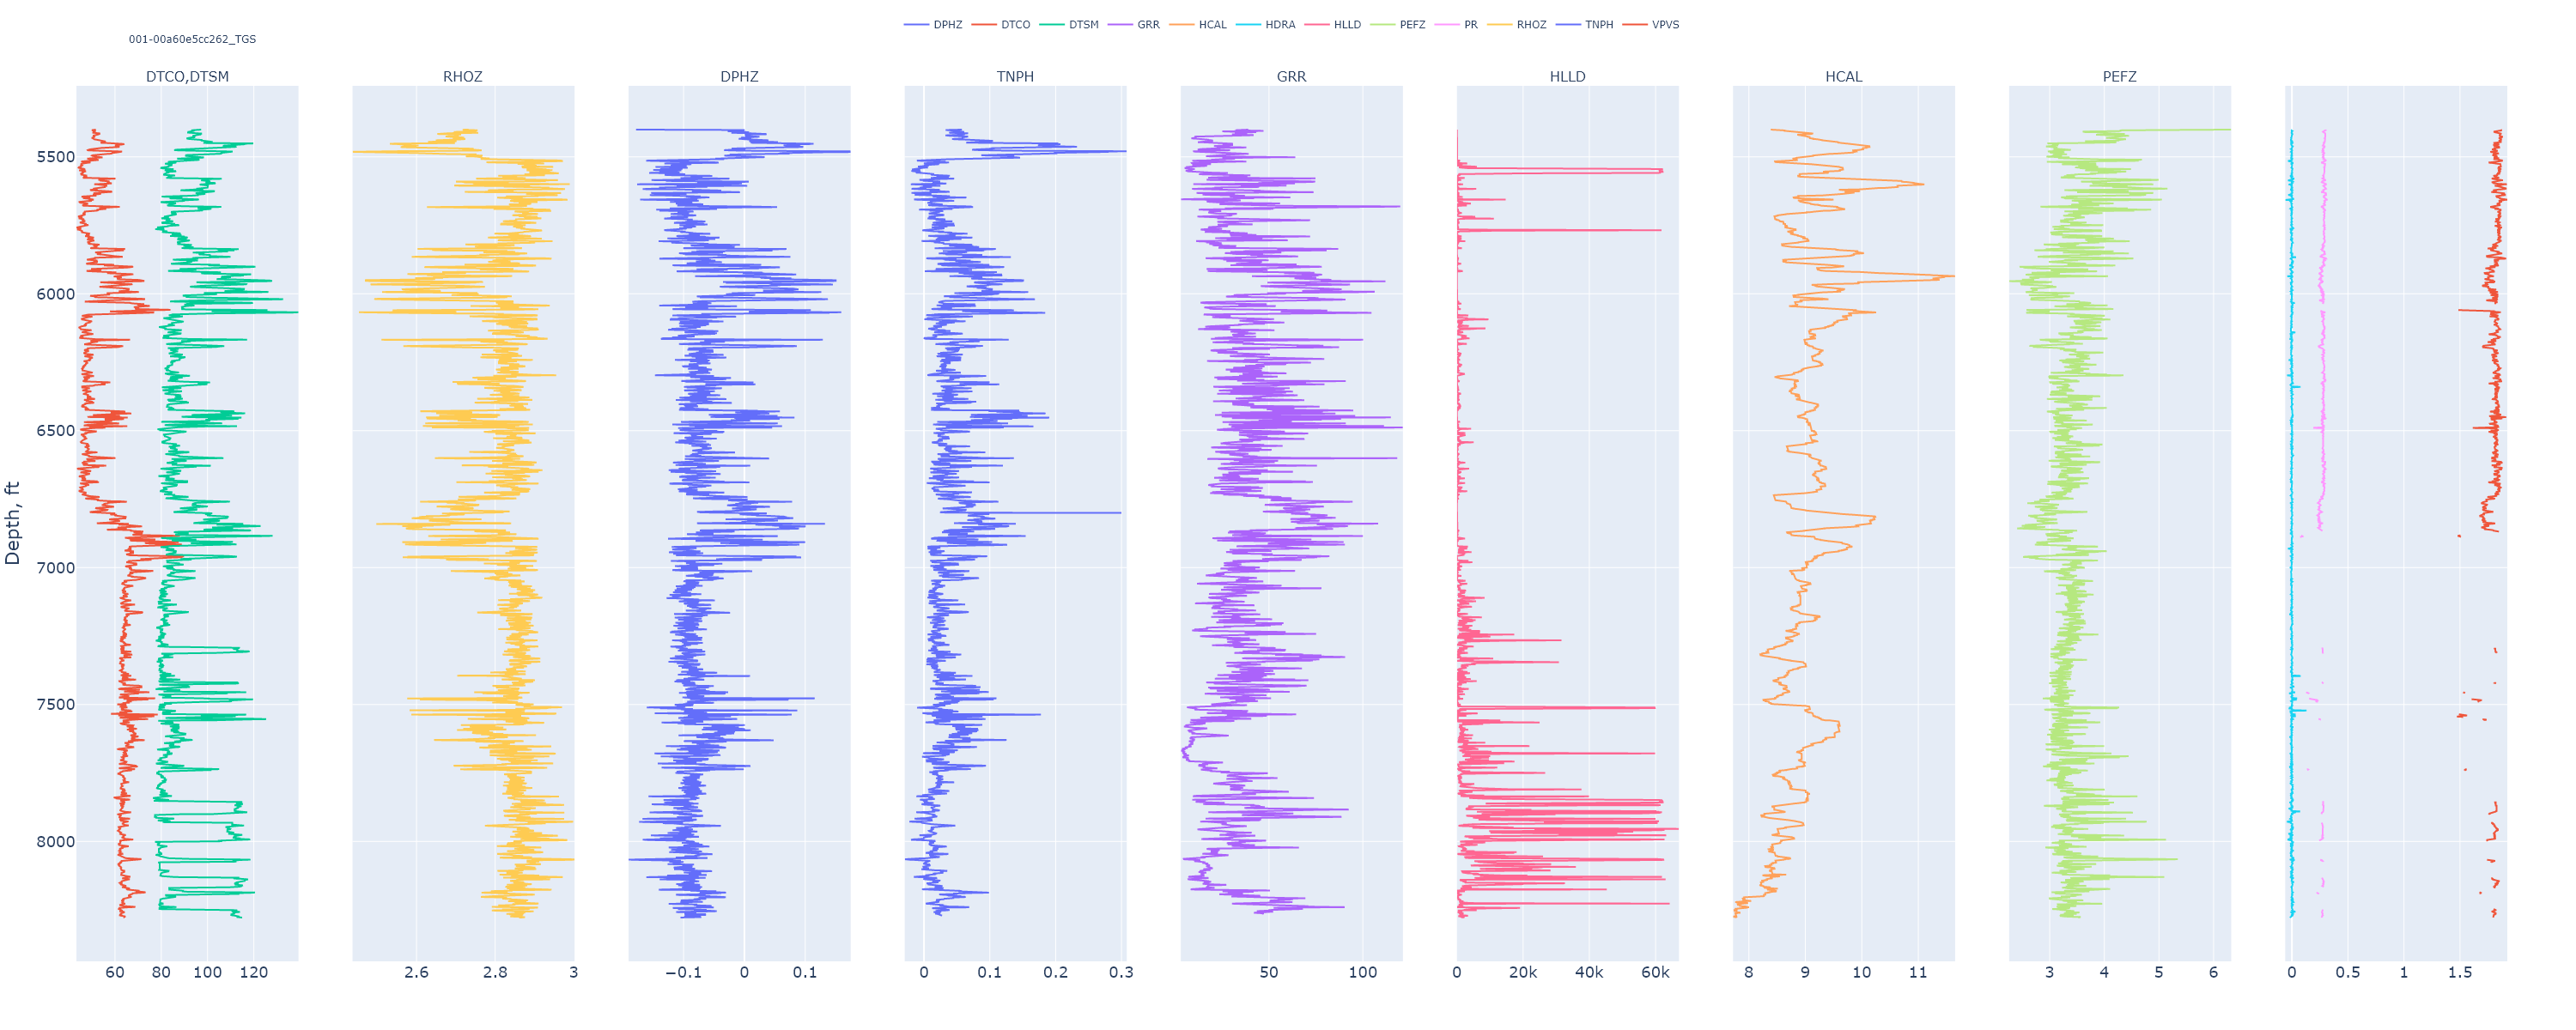 DPHZ DTCO DTSM GRR HCAL HDRA HLLD PEFZ PR RHOZ TNPH VPVS
001-00a60e5cc262_TGS
DTCO,DTSM RHOZ DPHZ TNPH GRR HLLD HCAL PEFZ
5500
6000
6500
7000
7500
8000
Depth, ft
60 80 100 120 2.6 2.8 3 −0.1 0 0.1 0 0.1 0.2 0.3 50 100 0 20k 40k 60k 8 9 10 11 3 4 5 6 0 0.5 1 1.5